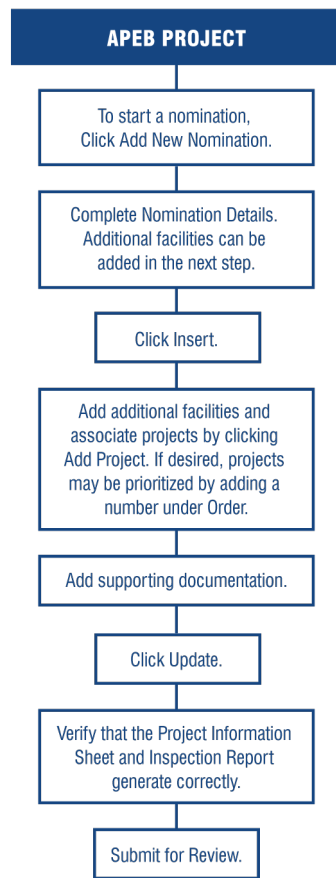 APEB PROJECT
To start a nomination,
Click Add New Nomination.
Complete Nomination Details.
Additional facilities can be
added in the next step.
Click Insert.
Add additional facilities and
associate projects by clicking
Add Project. If desired, projects
may be prioritized by adding a
number under Order.
Add supporting documentation.
Click Update.
Verify that the Project Information
Sheet and Inspection Report
generate correctly.
Submit for Review.